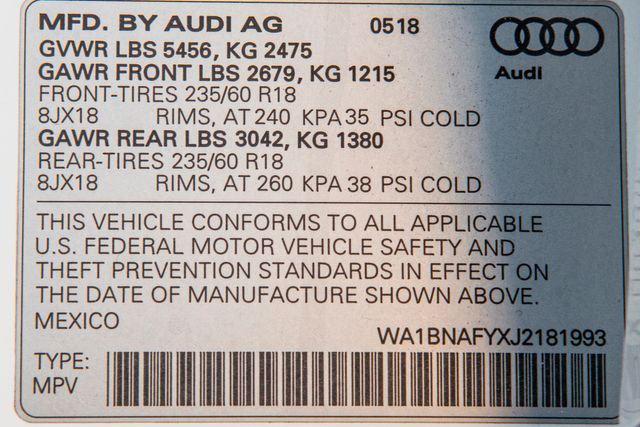 MFD. BY AUDI AG 0518
GVWR LBS 5456, KG 2475
GAWR FRONT LBS 2679, KG 1215
Audi
FRONT-TIRES 235/60 R18
8JX18 RIMS, AT 240 KPA 35 PSI COLD
GAWR REAR LBS 3042, KG 1380
REAR-TIRES 235/60 R18
8JX18 RIMS, AT 260 KPA 38 PSI COLD
THIS VEHICLE CONFORMS TO ALL APPLICABLE
U.S. FEDERAL MOTOR VEHICLE SAFETY AND
THEFT PREVENTION STANDARDS IN EFFECT ON
THE DATE OF MANUFACTURE SHOWN ABOVE.
MEXICO
WA1BNAFYXJ2181993
TYPE:
MPV